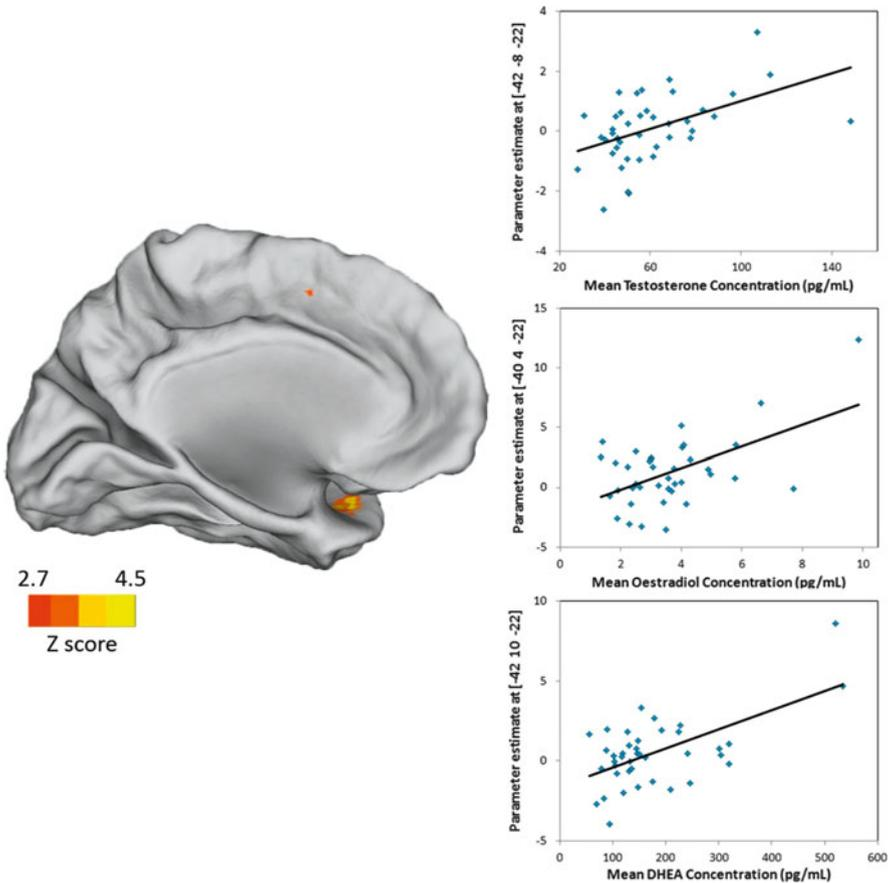 2.7 4.5
Z score
Parameter estimate at [-42 -8 -22]
4
2
0
-2
-4
20 60 100 140
Mean Testosterone Concentration (pg/mL)
Parameter estimate at [-40 4 -22]
15
10
5
0
-5
0 2 4 6 8 10
Mean Oestradiol Concentration (pg/mL)
Parameter estimate at [-42 10 -22]
10
5
0
-5
0 100 200 300 400 500 600
Mean DHEA Concentration (pg/mL)